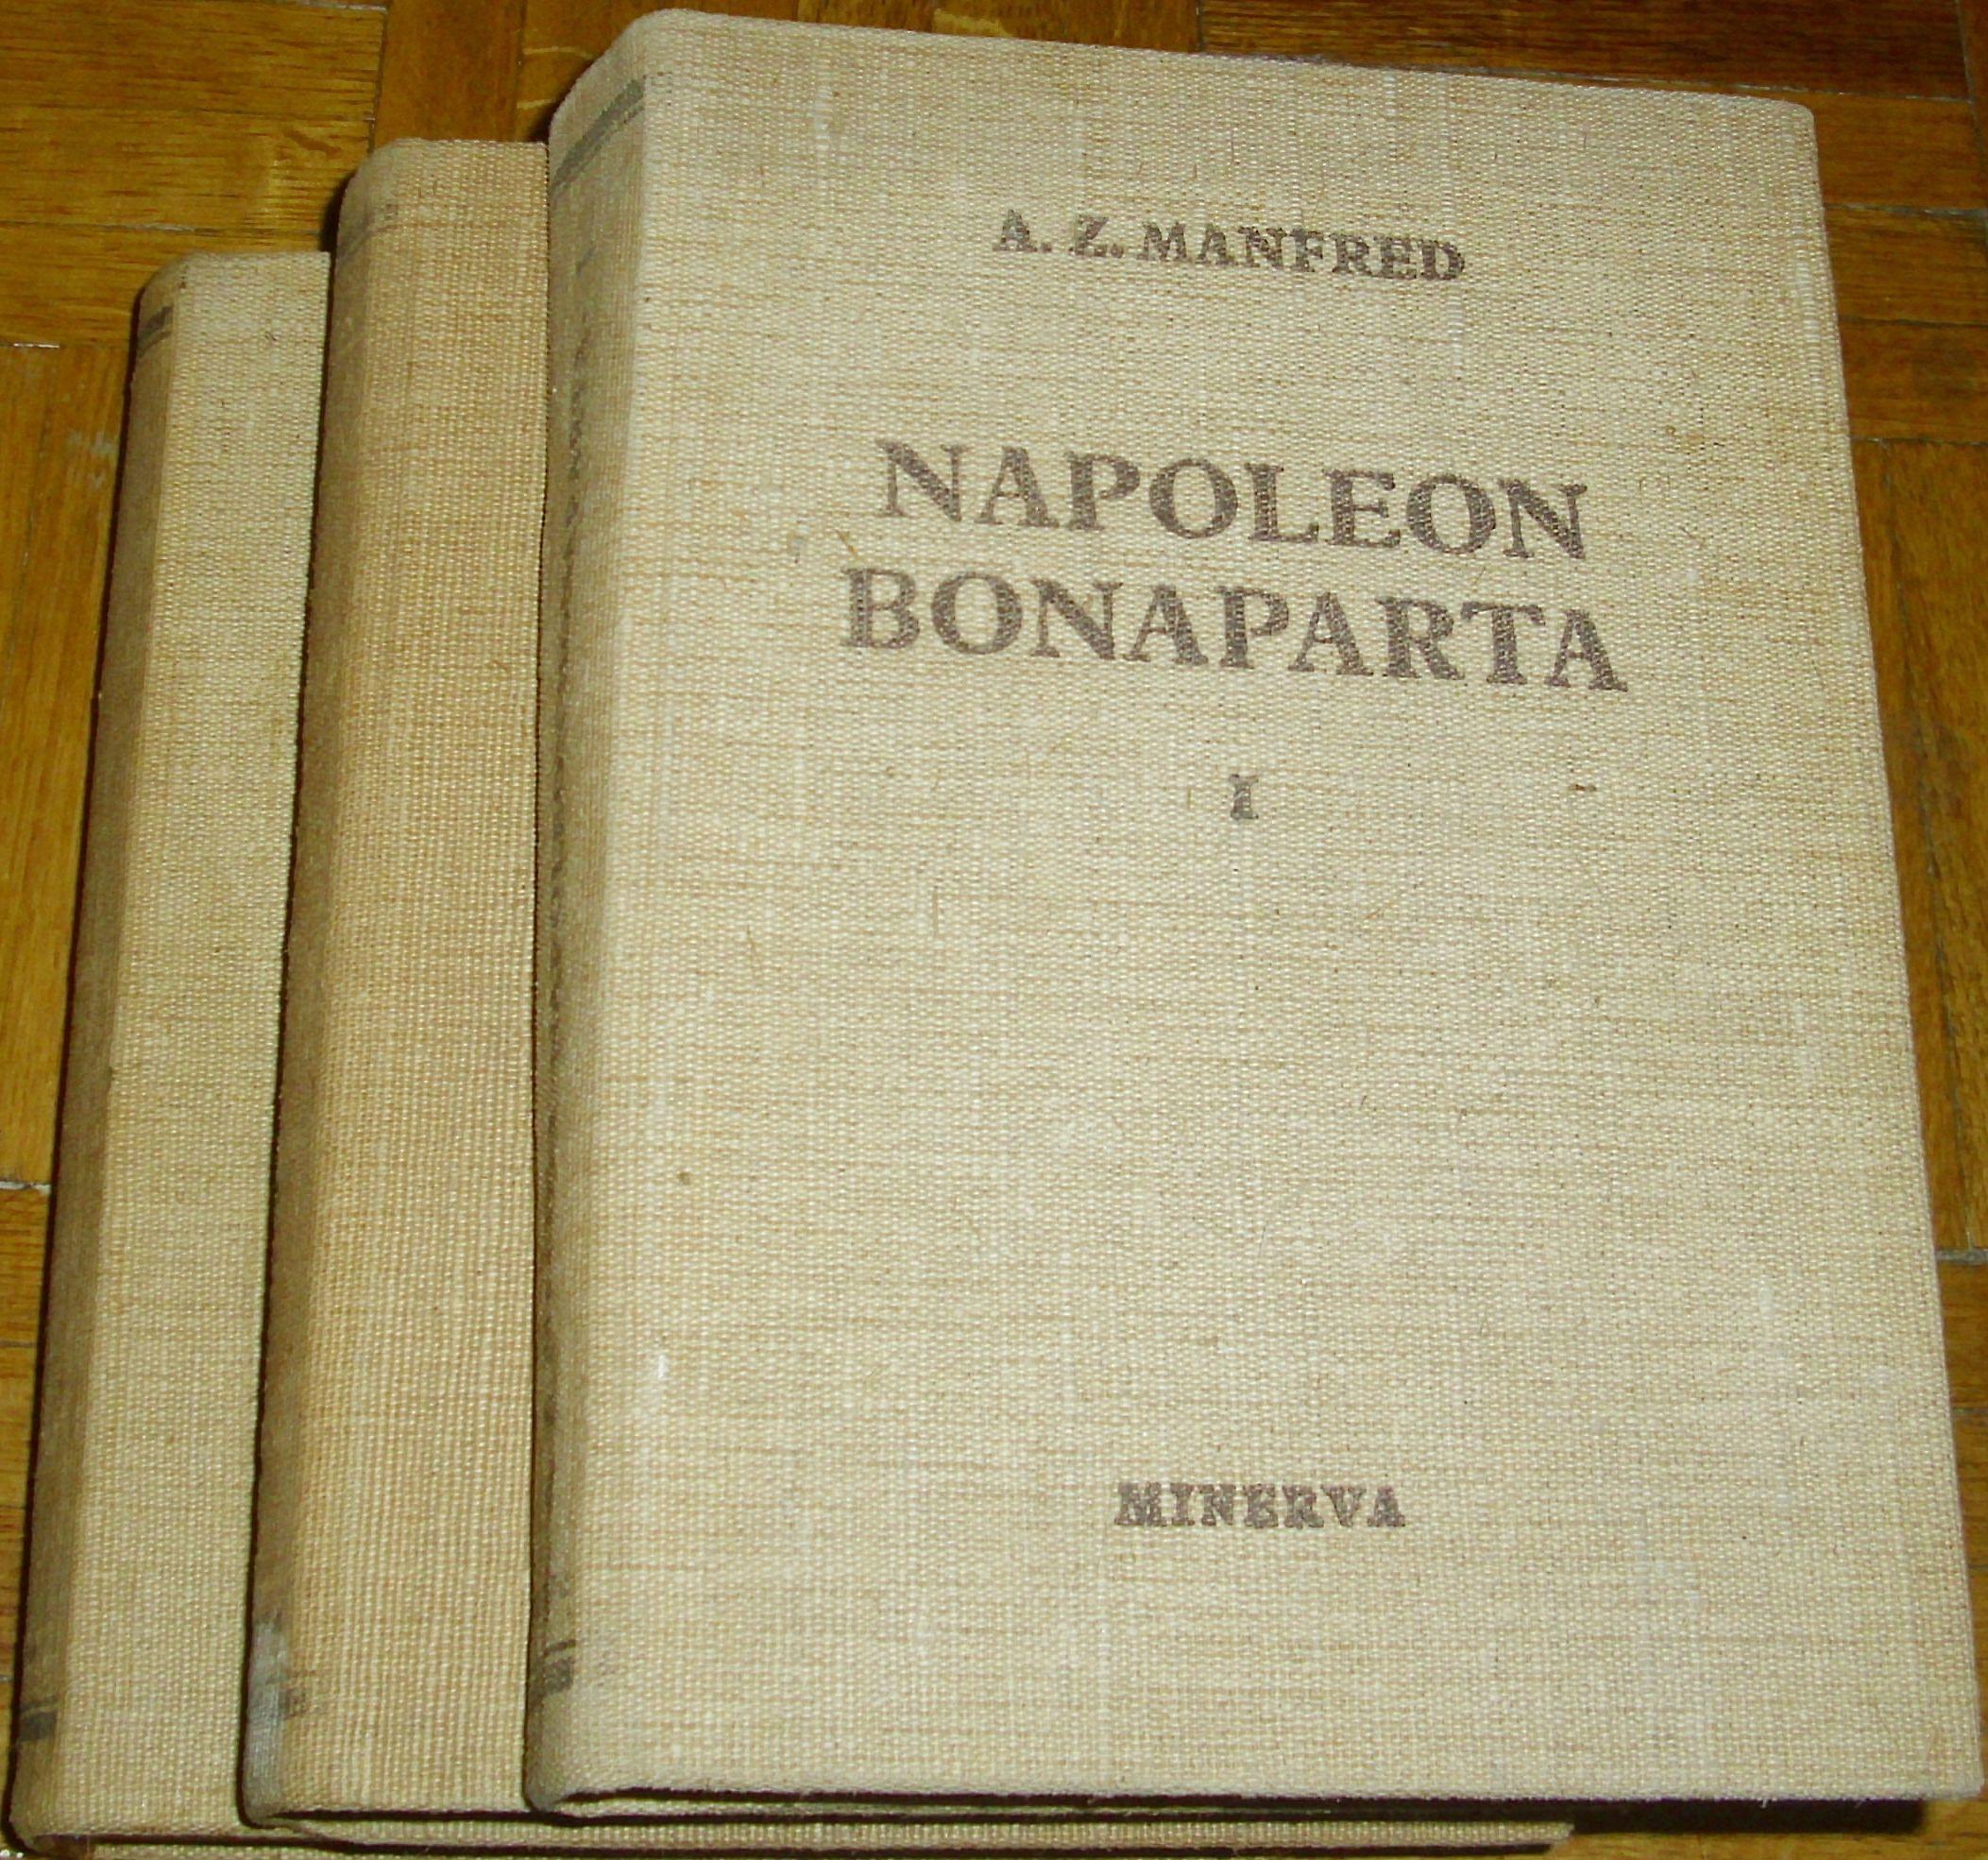 A. Z. MANFRED
NAPOLEON
BONAPARTA
I
MINERVA